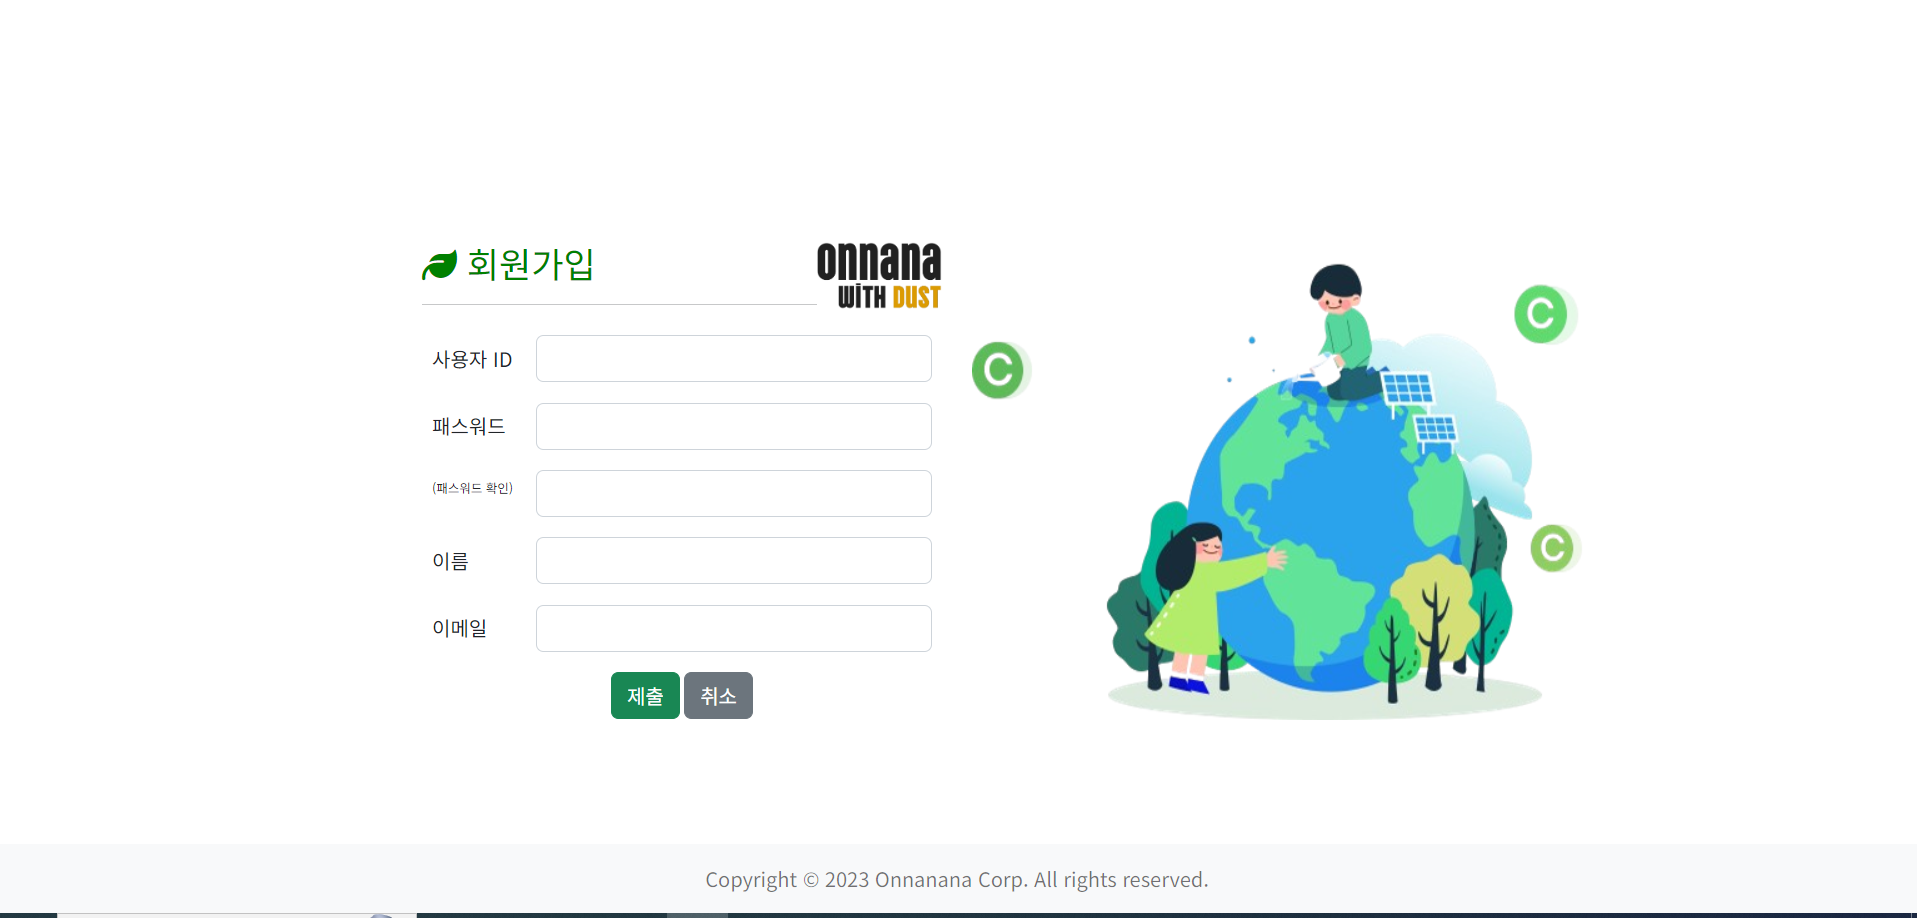 회원가입
onnana
WITH DUST
사용자 ID
패스워드
(패스워드 확인)
이름
이메일
제출 취소
C
C
C
Copyright © 2023 Onnanana Corp. All rights reserved.